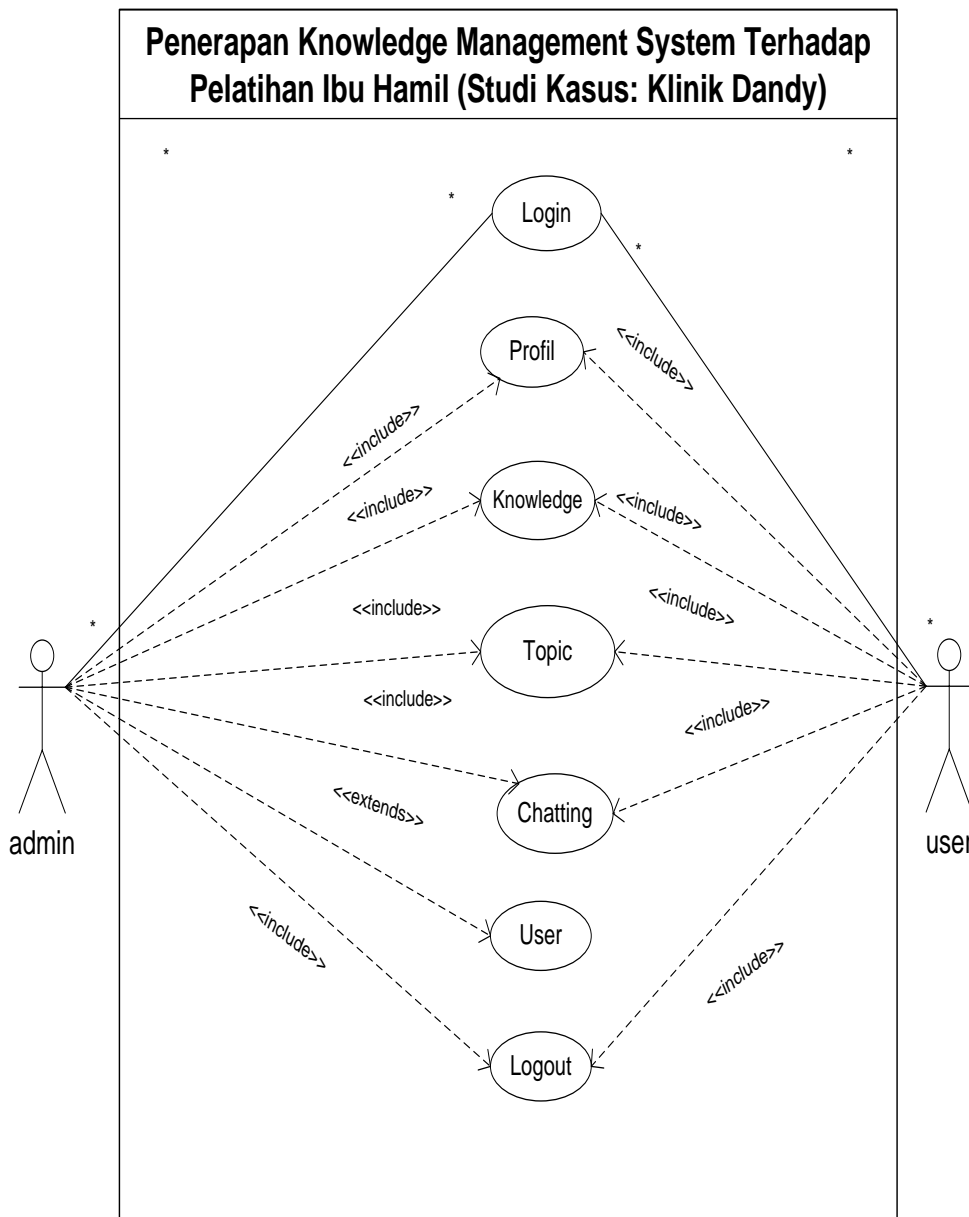 Penerapan Knowledge Management System Terhadap
Pelatihan Ibu Hamil (Studi Kasus: Klinik Dandy)
*
*
*
Login
*
Profil
<<include>>
<<include>>
Knowledge
<<include>>
<<include>>
<<include>>
<<include>>
*
*
Topic
<<include>>
<<include>>
Chatting
<<extends>>
admin
user
User
<<include>>
<<include>>
Logout